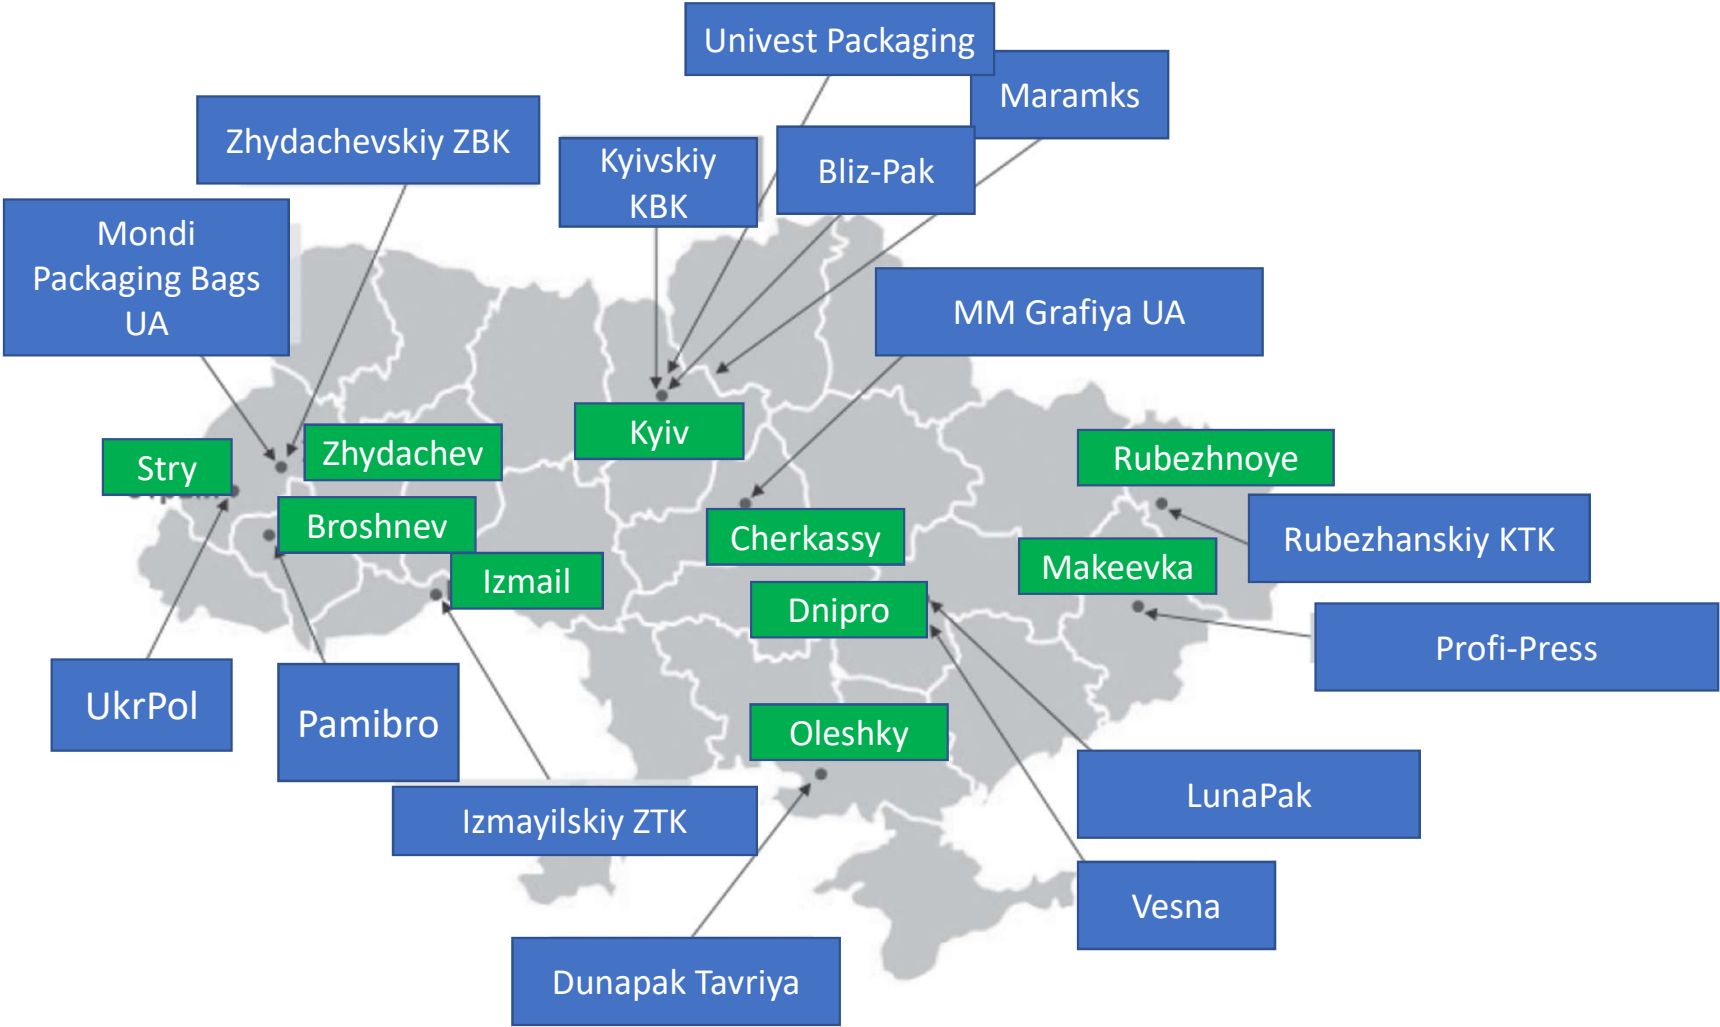 Univest Packaging
Maramks
Zhydachevskiy ZBK
Kyivskiy
KBK
Bliz-Pak
Mondi
Packaging Bags
UA
MM Grafiya UA
Kyiv
Stry
Zhydachev
Rubezhnoye
Broshnev
Cherkassy
Rubezhanskiy KTK
Izmail
Makeevka
Dnipro
Profi-Press
UkrPol
Pamibro
Oleshky
LunaPak
Izmayilskiy ZTK
Vesna
Dunapak Tavriya